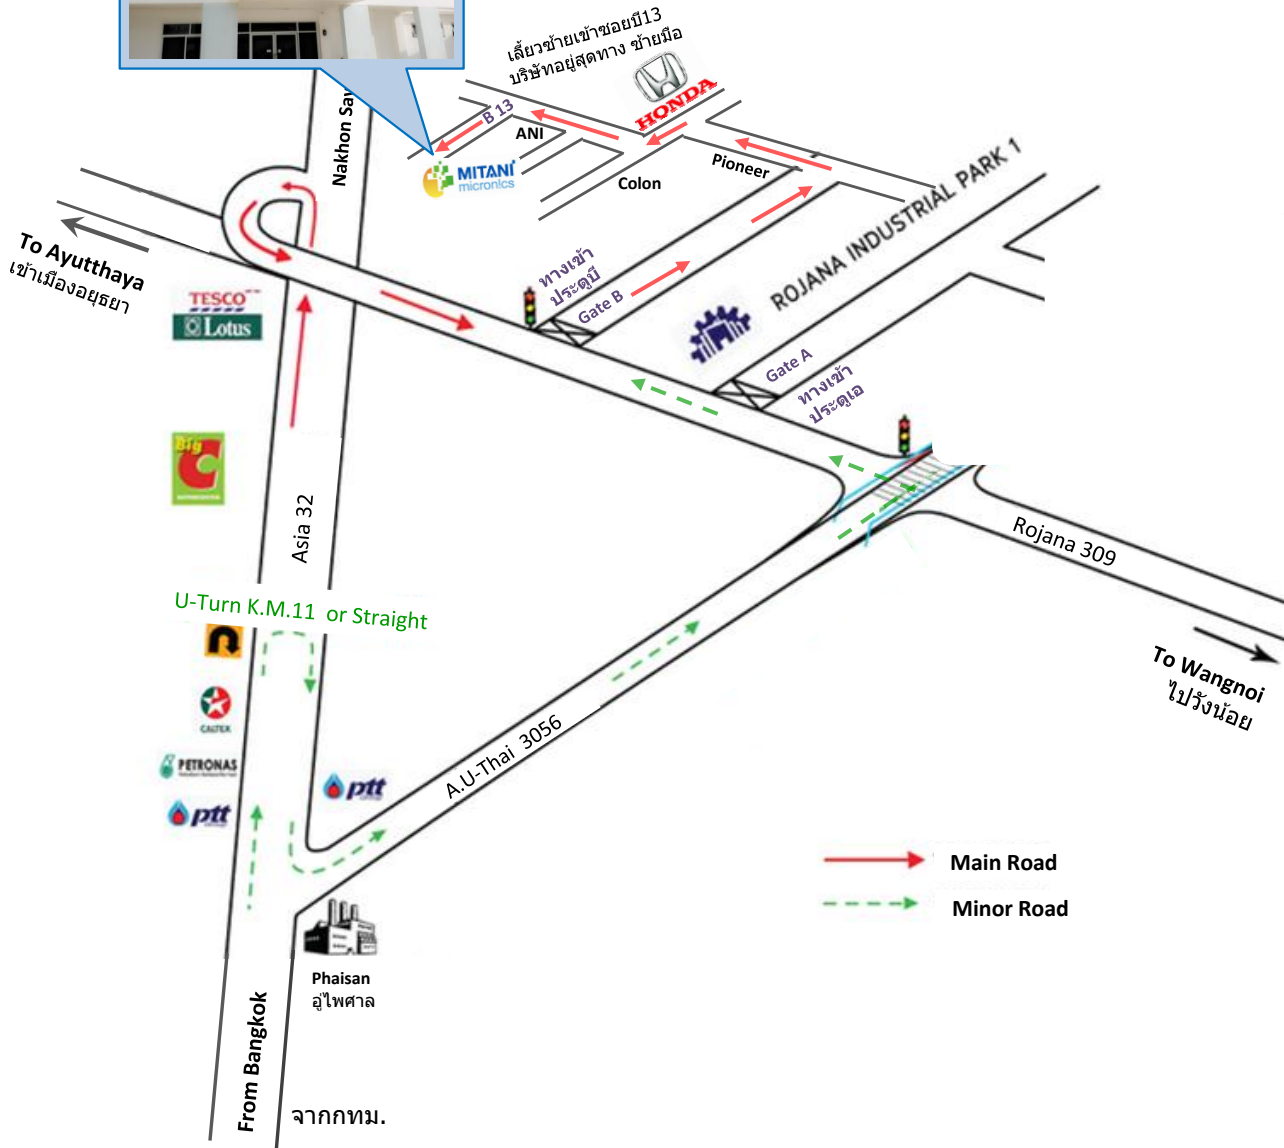 เลี้ยวซ้ายเข้าซอยบี13
บริษัทอยู่สุดทาง ซ้ายมือ
HONDA
B 13
ANI
MITANI
micronics
Colon
Pioneer
Nakhon Saw
ROJANA INDUSTRIAL PARK 1
To Ayutthaya
เข้าเมืองอยุธยา
TESCO
Lotus
ทางเข้า
ประตูบี
Gate B
Gate A
ทางเข้า
ประตูเอ
Big
C
Asia 32
Rojana 309
U-Turn K.M.11 or Straight
To Wangnoi
ไปวังน้อย
CALTEX
PETRONAS
ptt
ptt
A.U-Thai 3056
Main Road
Minor Road
Phaisan
อู่ไพศาล
From Bangkok
จากกทม.